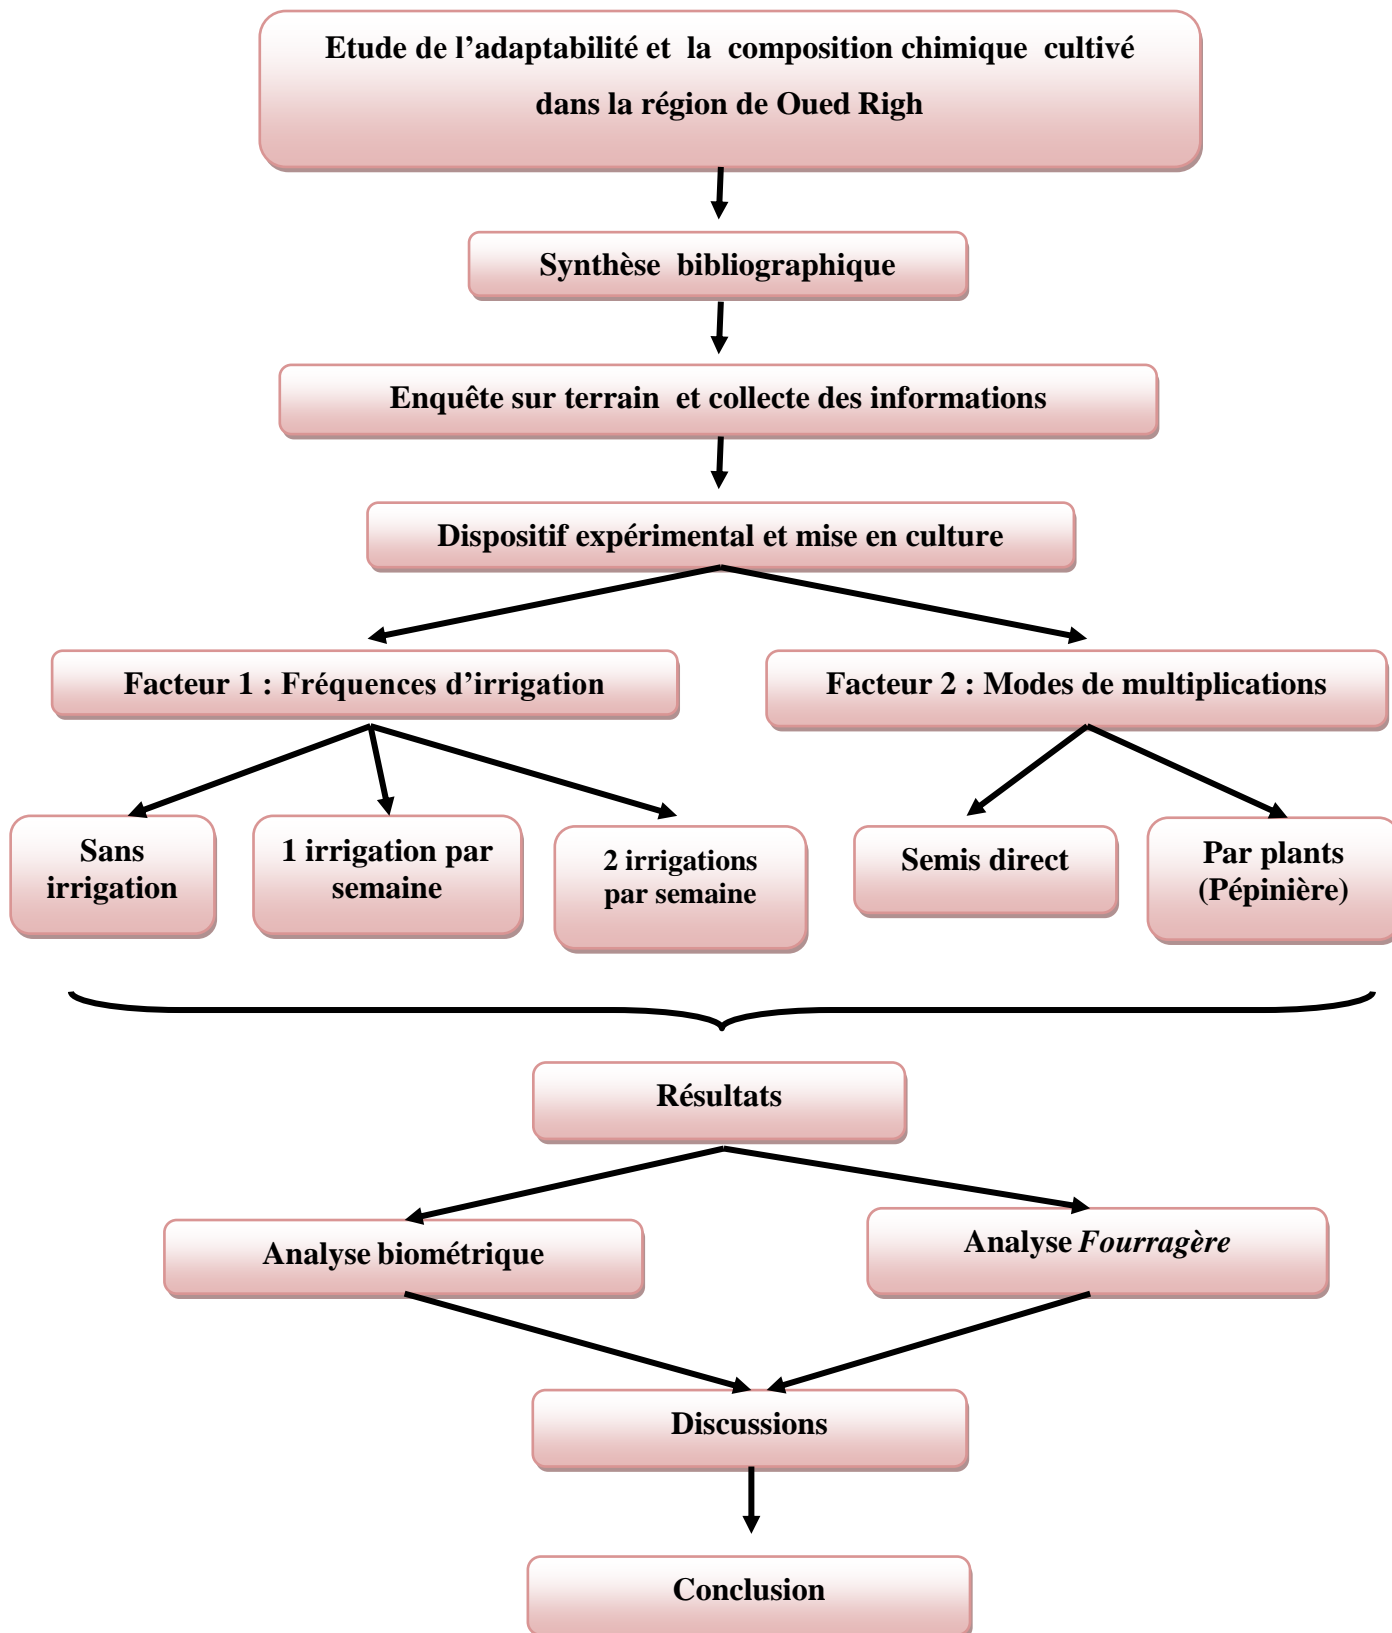 Etude de l’adaptabilité et la composition chimique cultivé
dans la région de Oued Righ
Synthèse bibliographique
Enquête sur terrain et collecte des informations
Dispositif expérimental et mise en culture
Facteur 1 : Fréquences d’irrigation
Facteur 2 : Modes de multiplications
Sans
irrigation
1 irrigation par
semaine
2 irrigations
par semaine
Semis direct
Par plants
(Pépinière)
Résultats
Analyse biométrique
Analyse Fourragère
Discussions
Conclusion